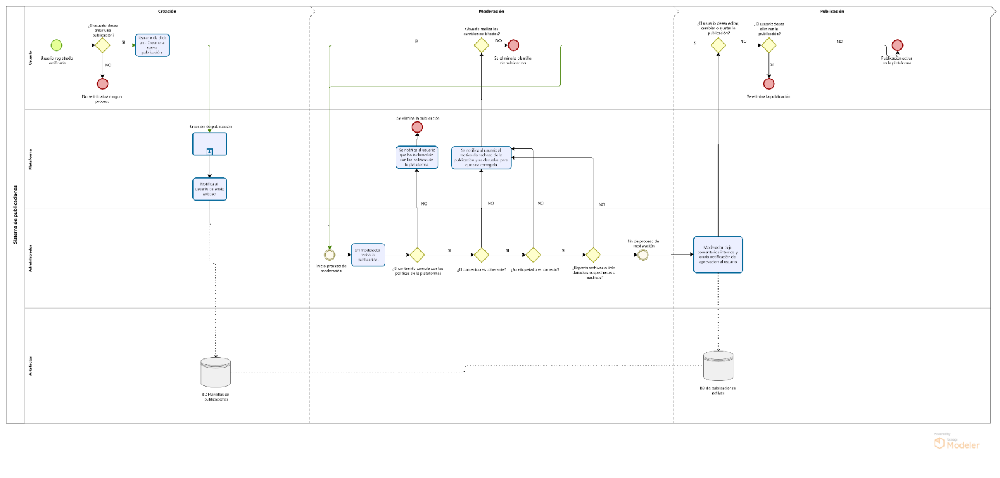 Creación
Moderación
Publicación
Sistema de publicaciones
Usuario
Plataforma
Administrador
Artefactos
Usuario registrado
verificado
¿El usuario desea
crear una
publicación?
SI
NO
No se inicializa ningun
proceso
Usuario da click
en Crear una
nueva
publicación
Creación de publicación
Notifica al
usuario de envio
exitoso.
BD Plantillas de
publicaciones
¿Usuario realiza los
cambios solicitados?
SI
NO
Se elimina la plantilla
de publicación.
Se elimina la publicación
Se notifica al usuario
que ha incumplido
con las politicas de
la plataforma.
Se notifica al usuario el
motivo de rechazo de la
publicación y se devuelve para
que sea corregida.
NO
NO
NO
NO
Inicio proceso de
moderación
Un moderador
revisa la
publicación.
¿El contenido cumple con las
politicas de la plataforma?
SI
¿El contenido es coherente?
SI
¿Su etiquetado es correcto?
SI
¿Reporta archivos o links
dañados, sospechosos o
inactivos?
Fin de proceso de
moderación
¿El usuario desea editar,
cambiar o ajustar la
publicación?
SI
NO
¿El usuario desea
eliminar la
publicación?
NO
SI
Se elimina la publicación
Publicación activa
en la plataforma.
Moderador deja
comentarios internos y
envia notificación de
aprovacion al usuario
BD de publicaciones
activas
Powered by
bizagi
Modeler